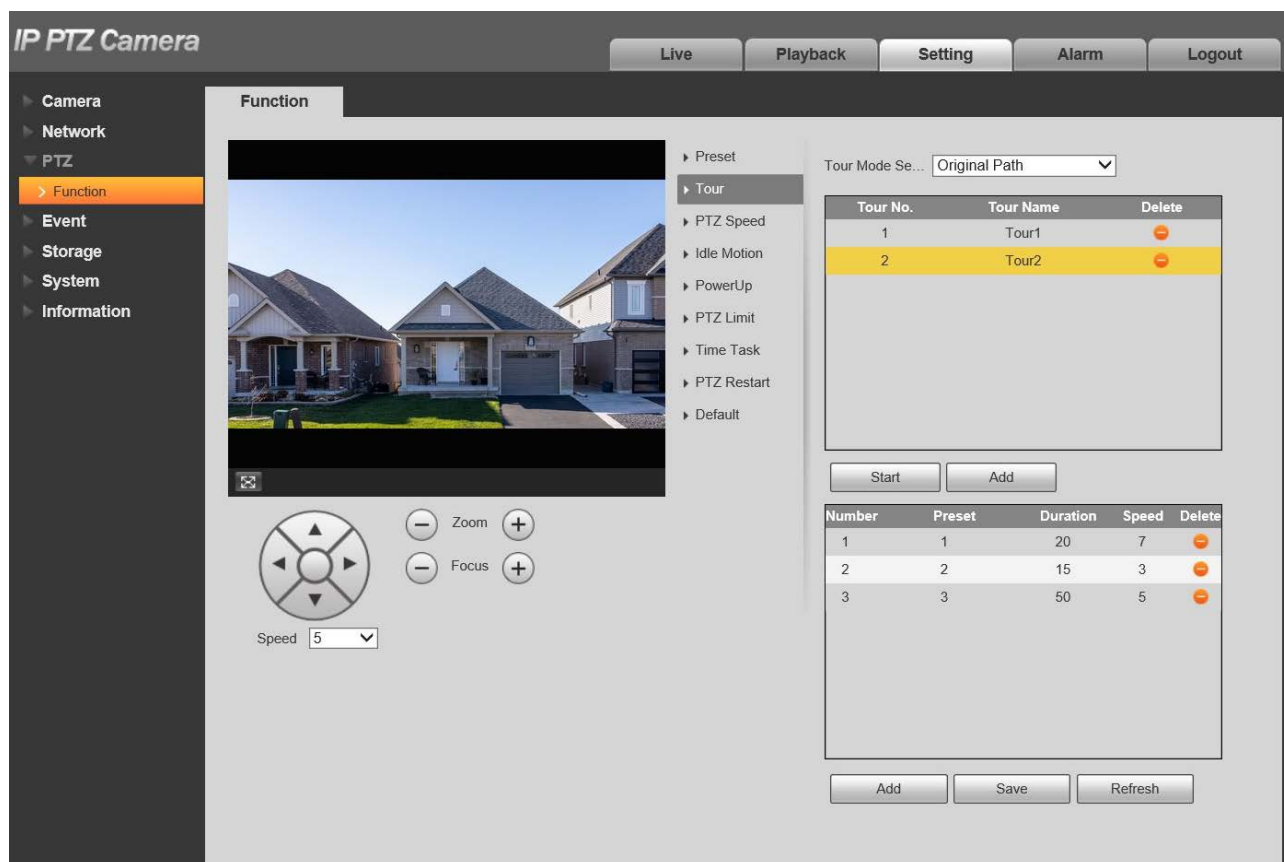 IP PTZ Camera
Live Playback Setting Alarm Logout
Camera
Network
PTZ
Function
Event
Storage
System
Information
Function
Preset
Tour
PTZ Speed
Idle Motion
PowerUp
PTZ Limit
Time Task
PTZ Restart
Default
Zoom
Focus
Speed 5
Tour Mode Se... Original Path
Tour No. Tour Name Delete
1 Tour1
2 Tour2
Start Add
Number Preset Duration Speed Delete
1 1 20 7
2 2 15 3
3 3 50 5
Add Save Refresh